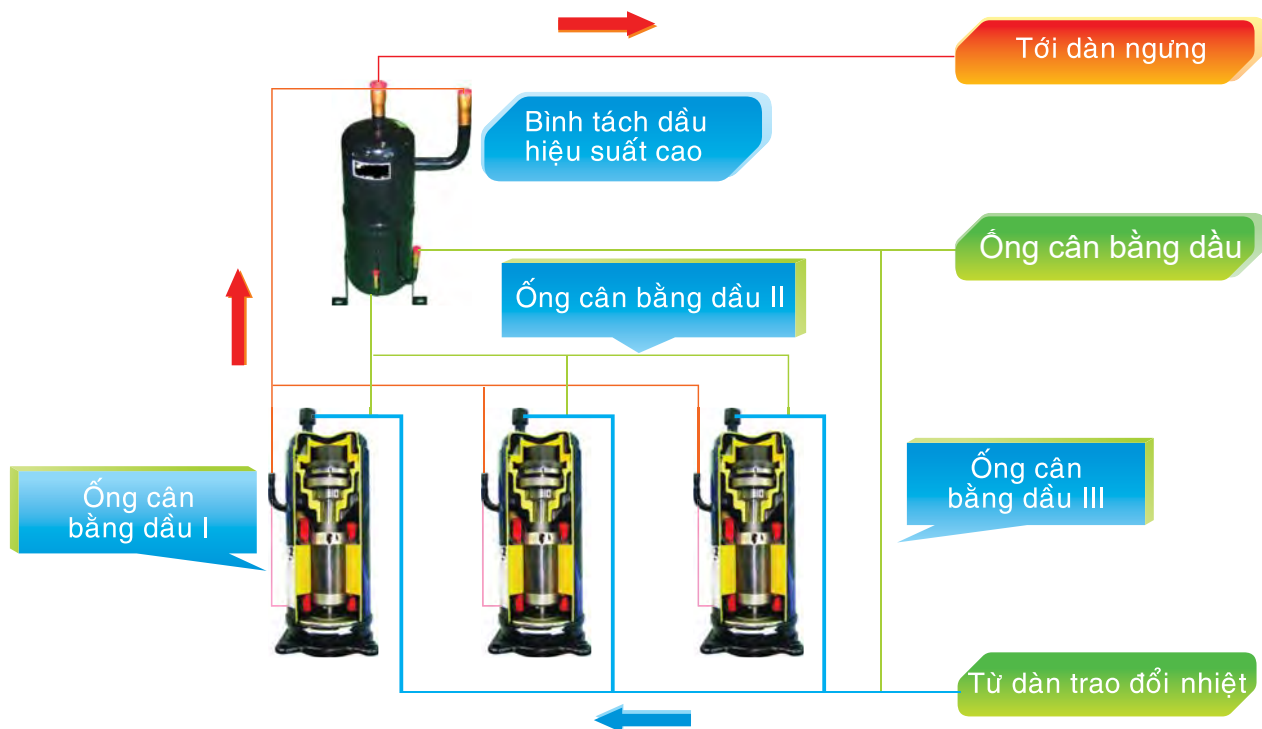 Tới dàn ngưng
Bình tách dầu
hiệu suất cao
Ống cân bằng dầu
Ống cân bằng dầu II
Ống cân
bằng dầu I
Ống cân
bằng dầu III
Từ dàn trao đổi nhiệt